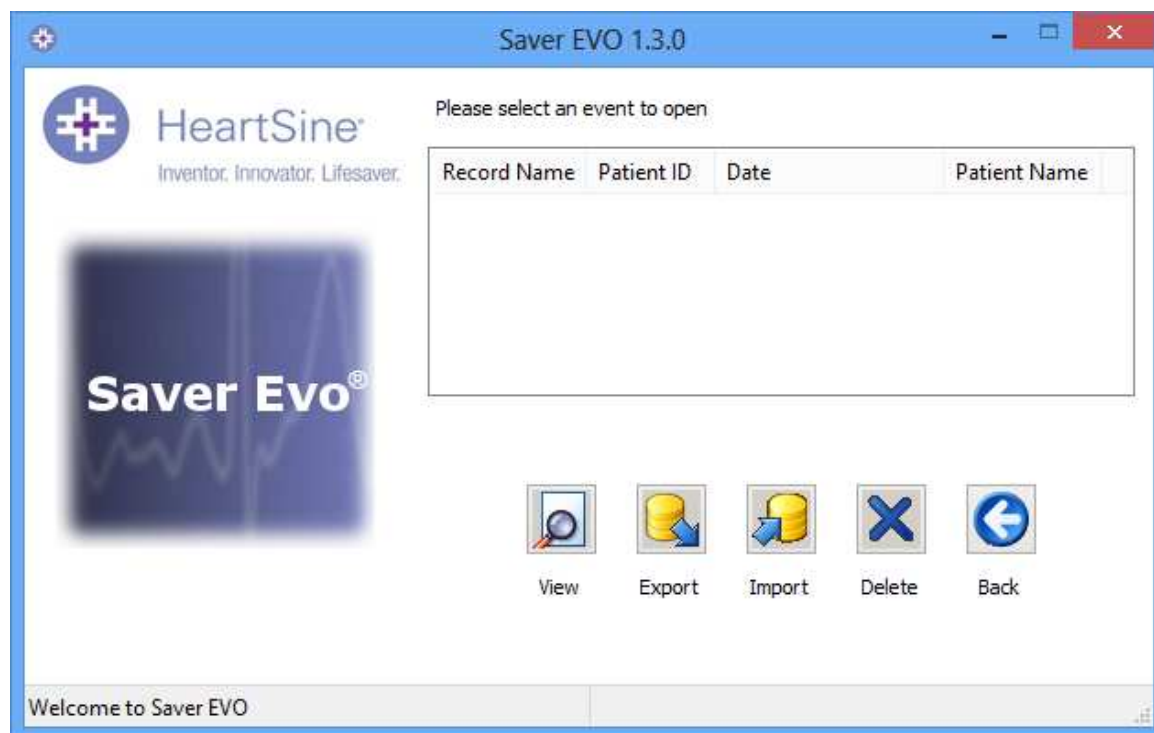 Saver EVO 1.3.0
HeartSine®
Inventor. Innovator. Lifesaver.
Please select an event to open
Record Name Patient ID Date Patient Name
Saver Evo®
View Export Import Delete Back
Welcome to Saver EVO